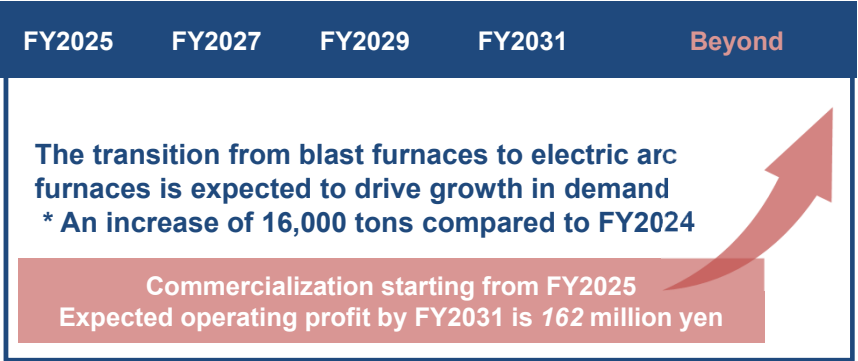 FY2025 FY2027 FY2029 FY2031 Beyond
The transition from blast furnaces to electric arc
furnaces is expected to drive growth in demand
* An increase of 16,000 tons compared to FY2024
Commercialization starting from FY2025
Expected operating profit by FY2031 is 162 million yen